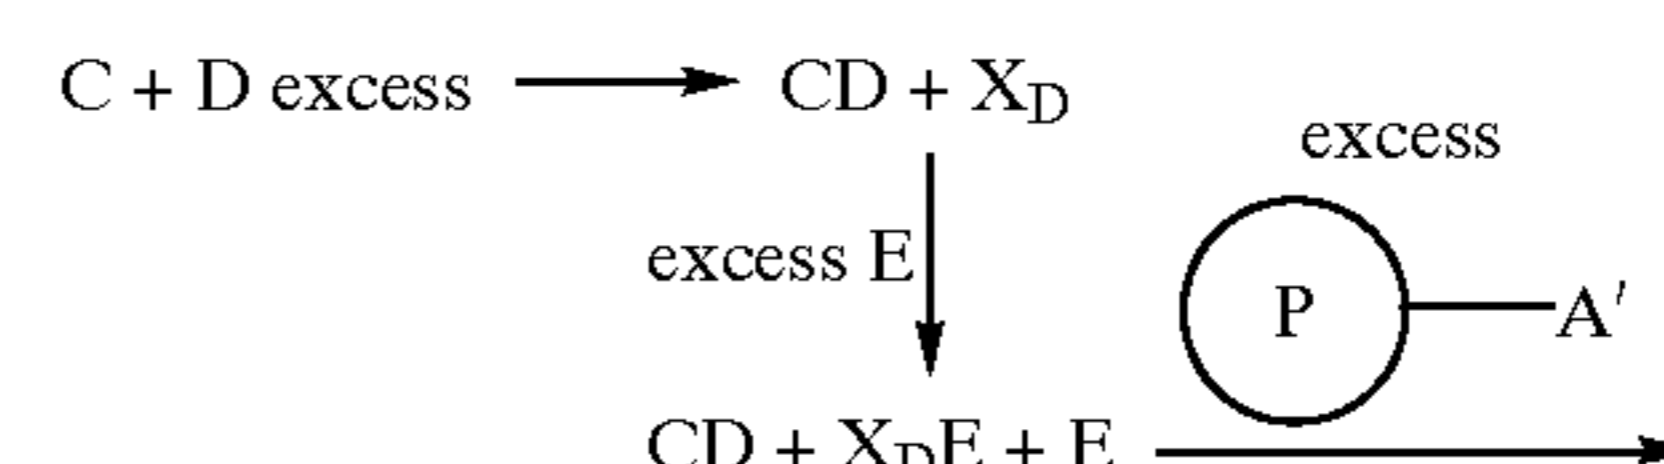 C + D excess CD + X_D
excess
excess E
P A′
CD + X_DE + E